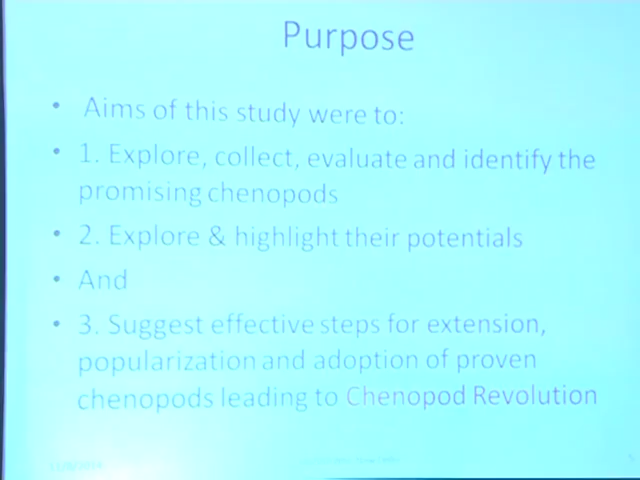 Purpose
• Aims of this study were to:
• 1. Explore, collect, evaluate and identify the
promising chenopods
• 2. Explore & highlight their potentials
• And
• 3. Suggest effective steps for extension,
popularization and adoption of proven
chenopods leading to Chenopod Revolution